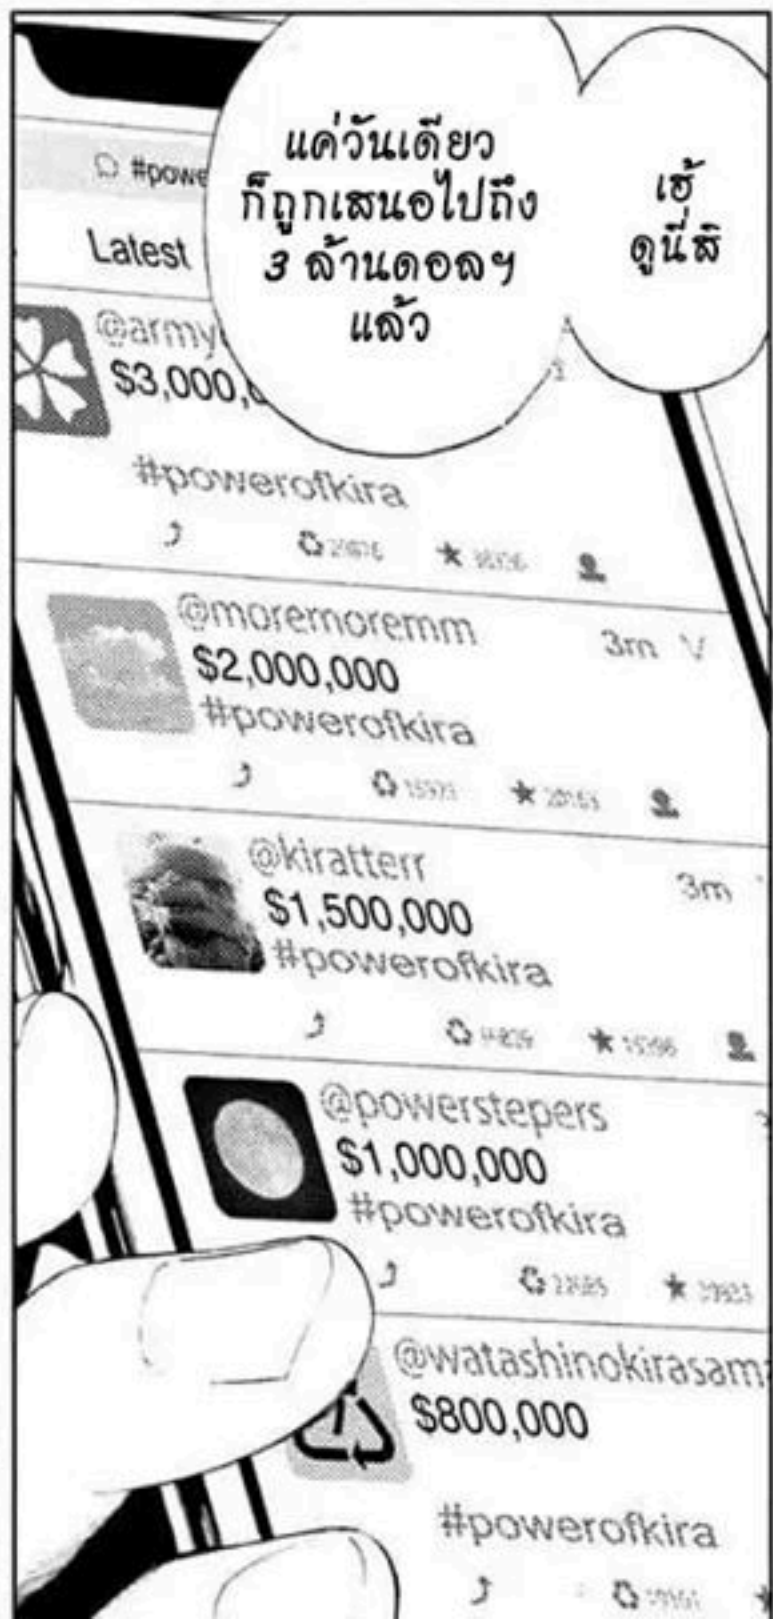 เฮ้
ดูนี่สิ
แค่วันเดียว
ก็ถูกเสนอไปถึง
3 ล้านดอลฯ
แล้ว
Latest
$3,000,
#powerofkira
@moremoremm 3m
$2,000,000
#powerofkira
@kiratterr 3m
$1,500,000
#powerofkira
@powerstepers
$1,000,000
#powerofkira
@watashinokirasama
$800,000
#powerofkira